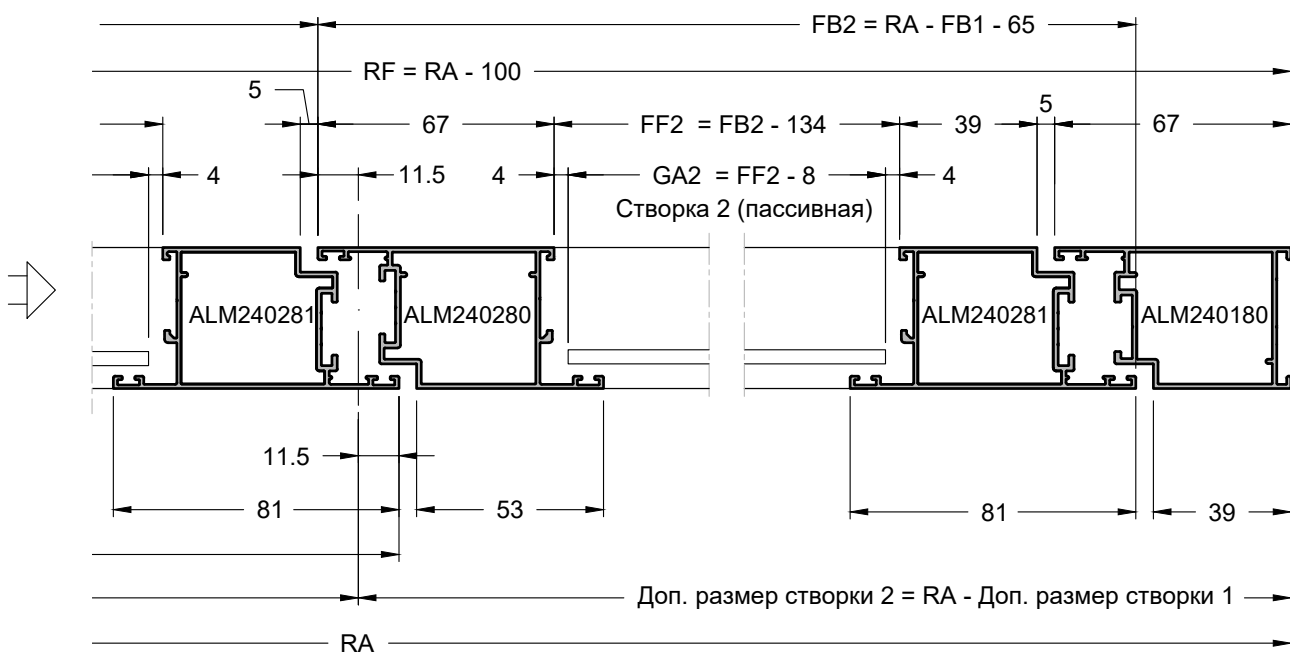 FB2 = RA - FB1 - 65
RF = RA - 100
5
67
FF2 = FB2 - 134
39
5
67
4
11.5
4
GA2 = FF2 - 8
4
Створка 2 (пассивная)
ALM240281
ALM240280
ALM240281
ALM240180
11.5
81
53
81
39
Доп. размер створки 2 = RA - Доп. размер створки 1
RA